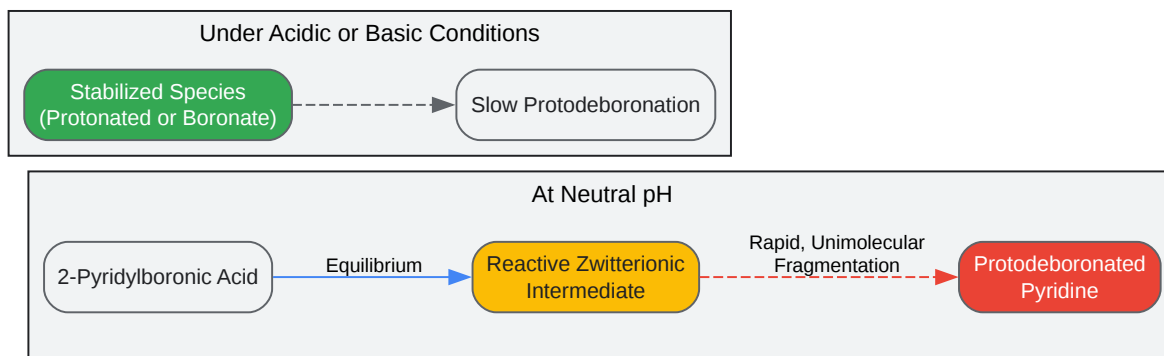 Under Acidic or Basic Conditions
Stabilized Species
(Protonated or Boronate)
Slow Protodeboronation
At Neutral pH
2-Pyridylboronic Acid
Equilibrium
Reactive Zwitterionic
Intermediate
Rapid, Unimolecular
Fragmentation
Protodeboronated
Pyridine